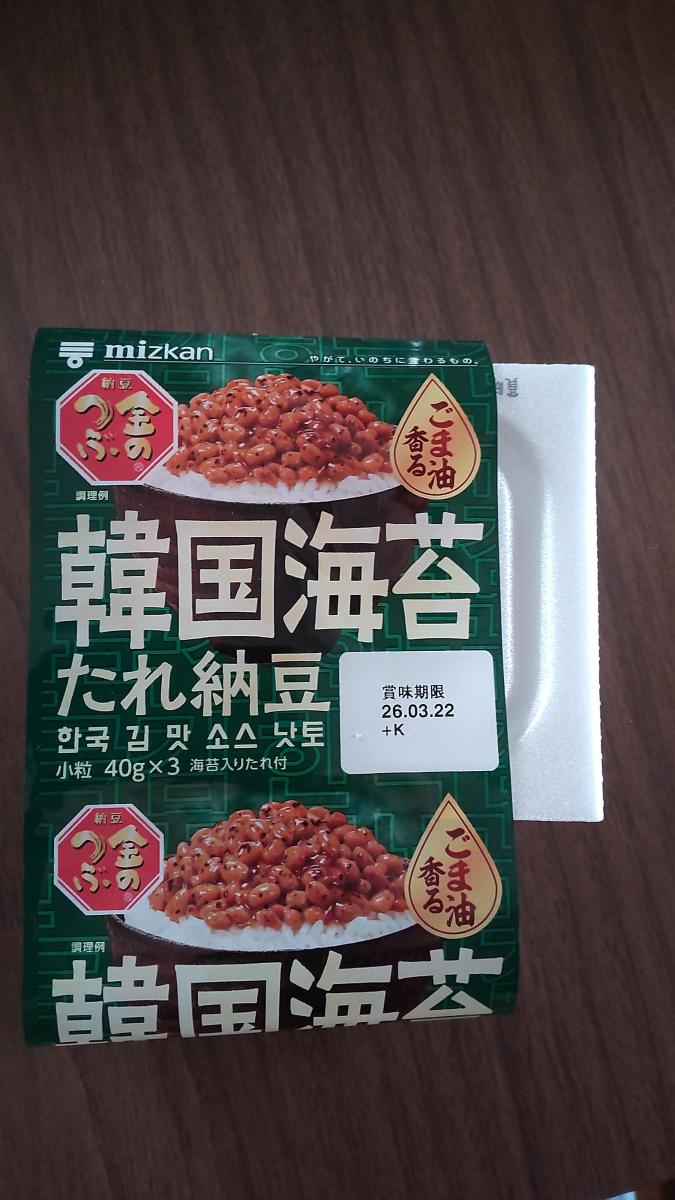 mizkan
やがて、いのちに変わるもの。
納豆
金の
つぶ®
ごま油
香る
調理例
韓国海苔
たれ納豆
한국 김 맛 소스 낫토
小粒 40g×3 海苔入りたれ付
賞味期限
26.03.22
+K
納豆
金の
つぶ®
ごま油
香る
調理例
韓国海苔